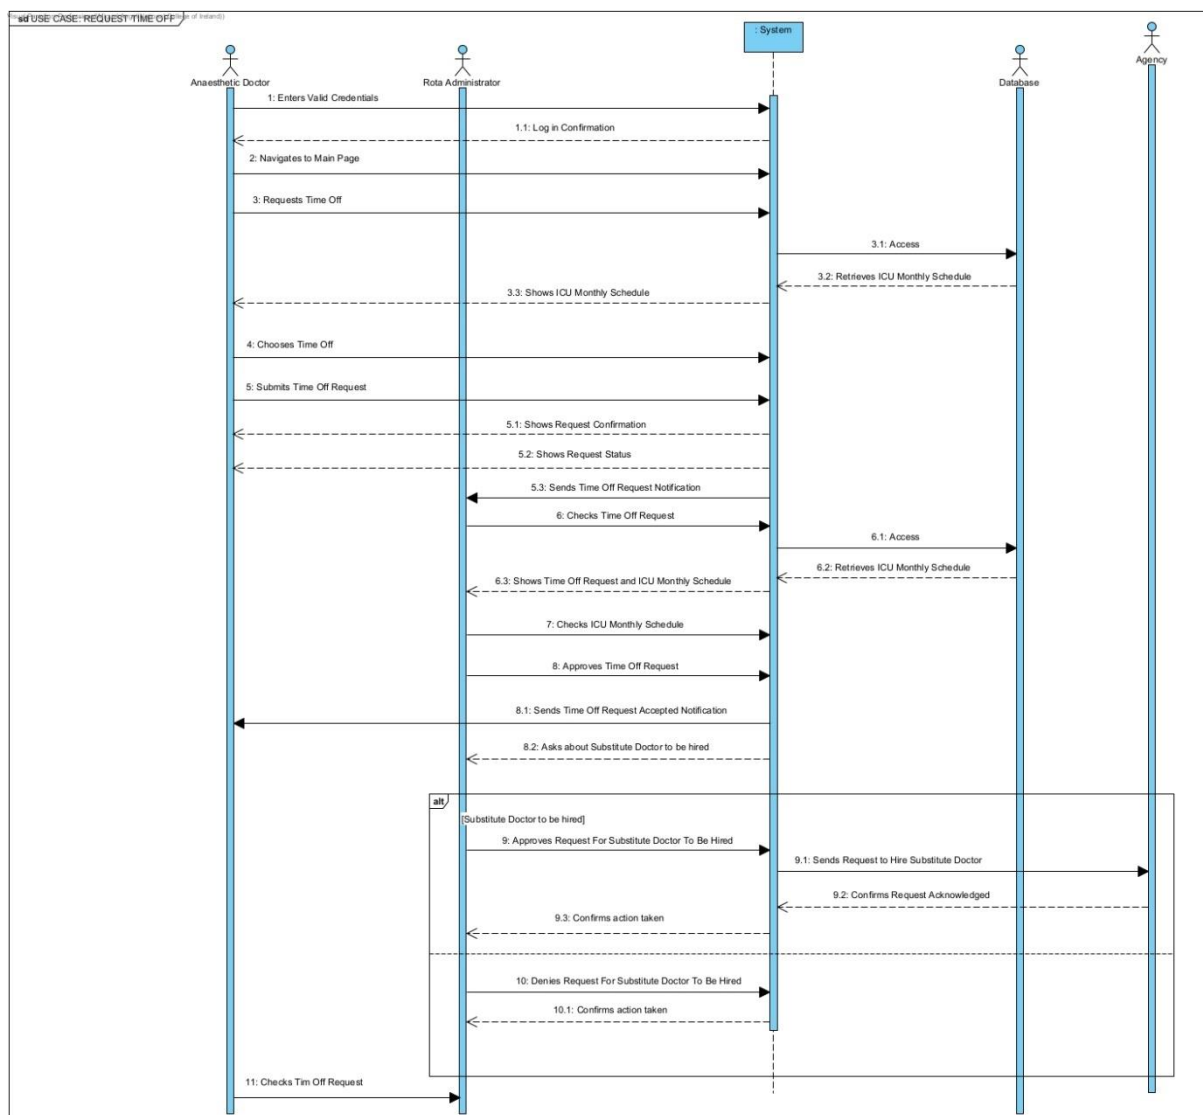 sd USE CASE: REQUEST TIME OFF
of Ireland)
: System
Agency
Anaesthetic Doctor
Rota Administrator
Database
1: Enters Valid Credentials
1.1: Log in Confirmation
2: Navigates to Main Page
3: Requests Time Off
3.1: Access
3.2: Retrieves ICU Monthly Schedule
3.3: Shows ICU Monthly Schedule
4: Chooses Time Off
5: Submits Time Off Request
5.1: Shows Request Confirmation
5.2: Shows Request Status
5.3: Sends Time Off Request Notification
6: Checks Time Off Request
6.1: Access
6.2: Retrieves ICU Monthly Schedule
6.3: Shows Time Off Request and ICU Monthly Schedule
7: Checks ICU Monthly Schedule
8: Approves Time Off Request
8.1: Sends Time Off Request Accepted Notification
8.2: Asks about Substitute Doctor to be hired
alt
[Substitute Doctor to be hired]
9: Approves Request For Substitute Doctor To Be Hired
9.1: Sends Request to Hire Substitute Doctor
9.2: Confirms Request Acknowledged
9.3: Confirms action taken
10: Denies Request For Substitute Doctor To Be Hired
10.1: Confirms action taken
11: Checks Tim Off Request